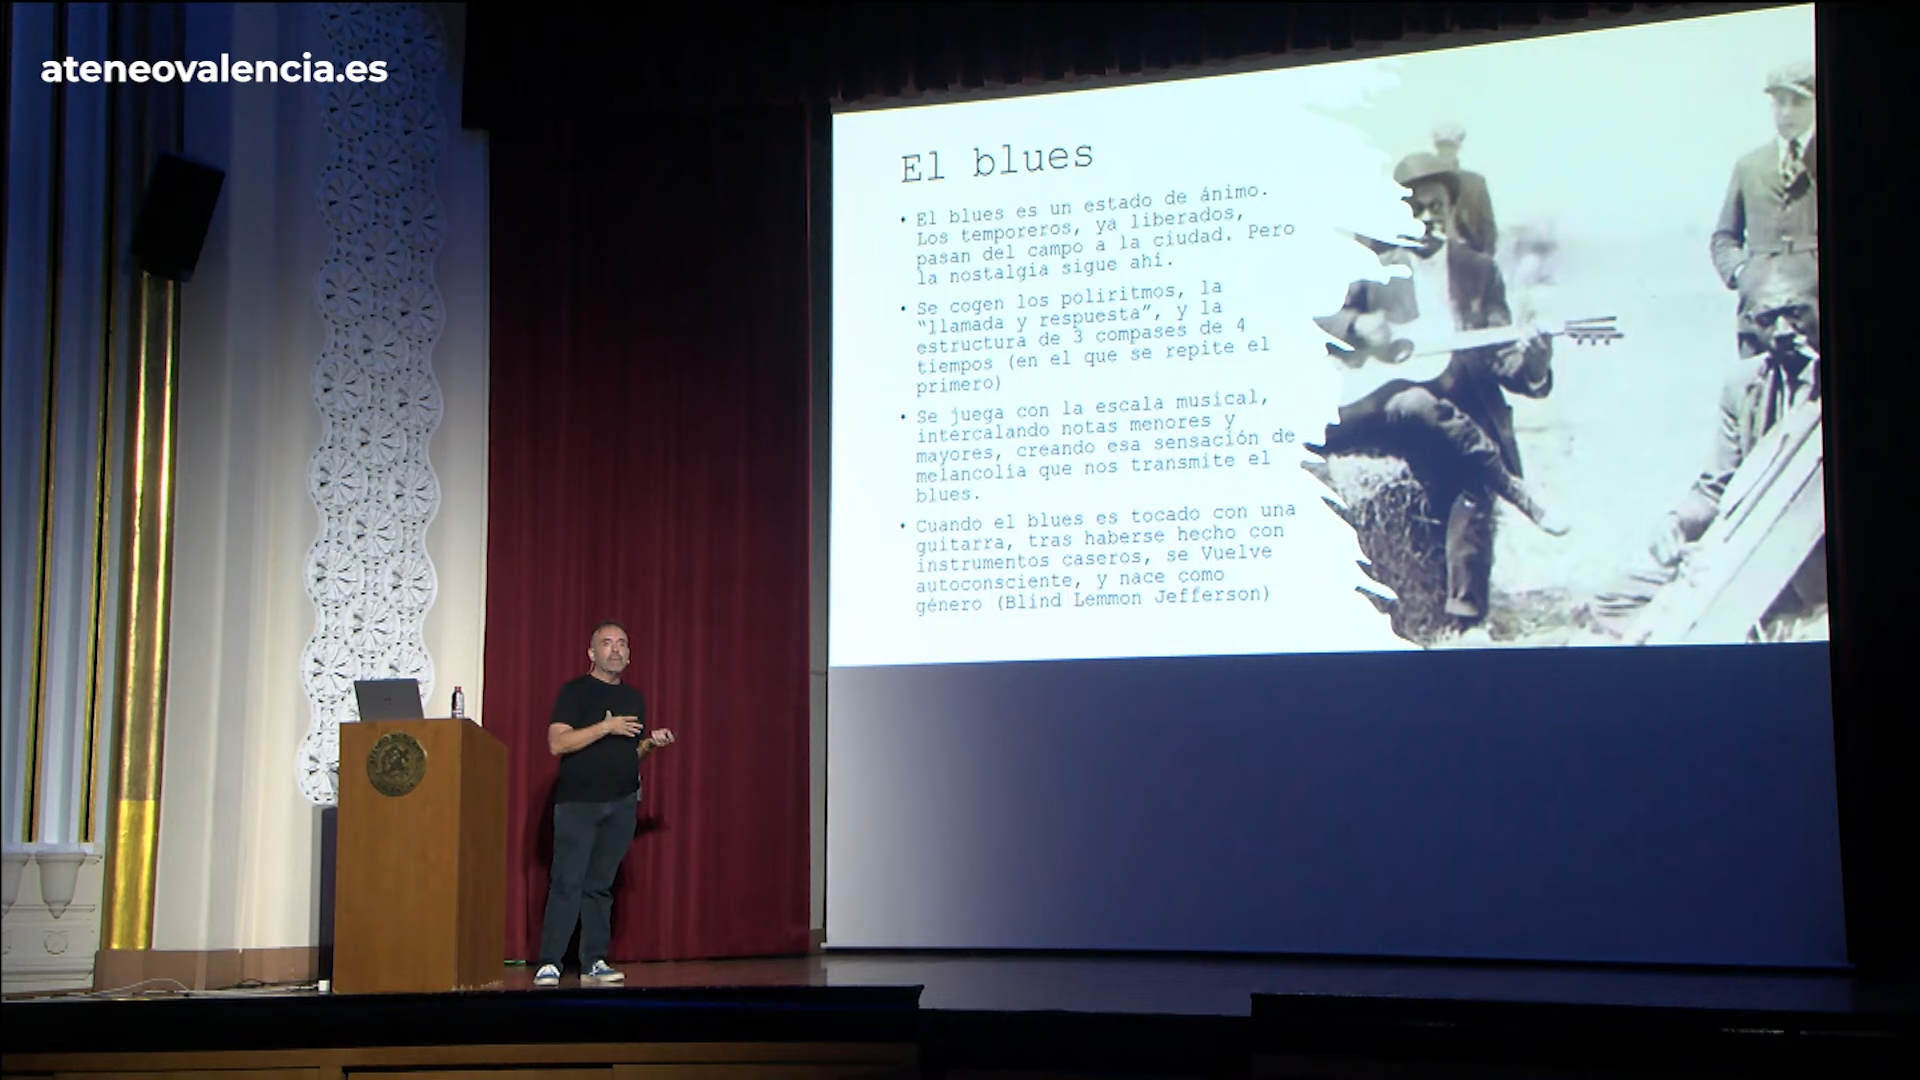 ateneovalencia.es
El blues
• El blues es un estado de ánimo.
Los temporeros, ya liberados,
pasan del campo a la ciudad. Pero
la nostalgia sigue ahí.
• Se cogen los poliritmos, la
“llamada y respuesta”, y la
estructura de 3 compases de 4
tiempos (en el que se repite el
primero)
• Se juega con la escala musical,
intercalando notas menores y
mayores, creando esa sensación de
melancolía que nos transmite el
blues.
• Cuando el blues es tocado con una
guitarra, tras haberse hecho con
instrumentos caseros, se Vuelve
autoconsciente, y nace como
género (Blind Lemmon Jefferson)